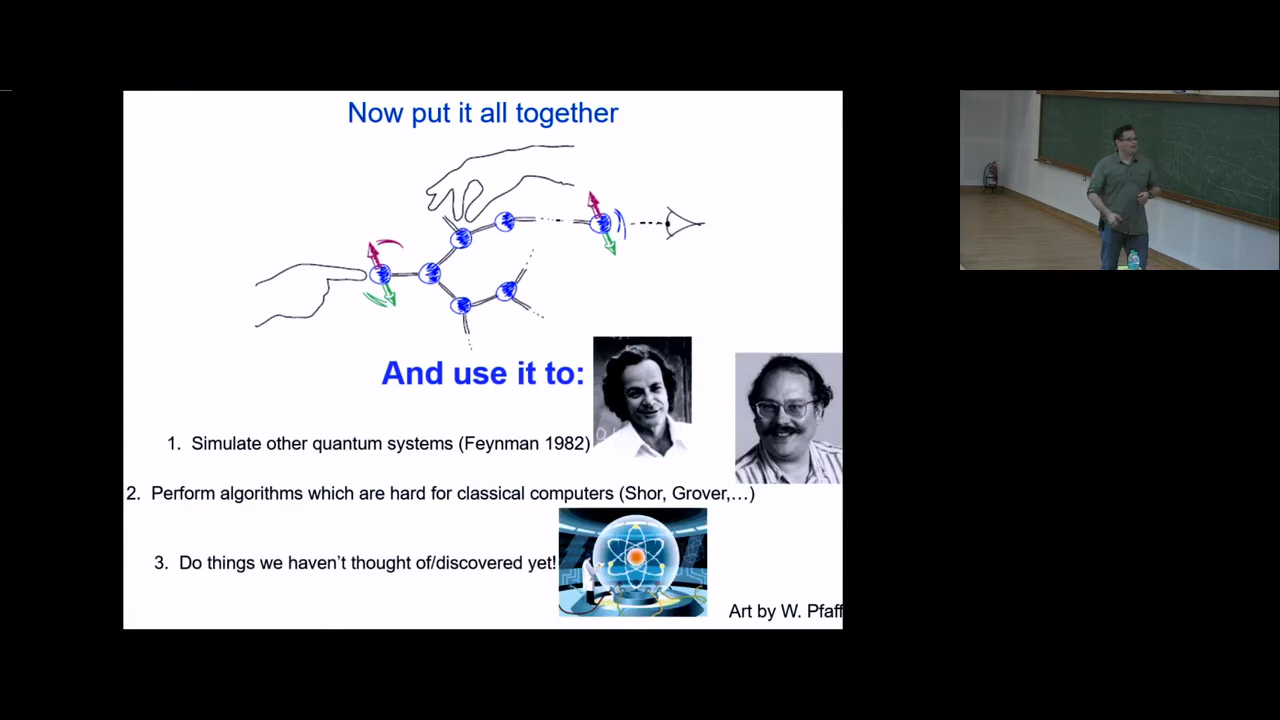 Now put it all together
And use it to:
1. Simulate other quantum systems (Feynman 1982)
2. Perform algorithms which are hard for classical computers (Shor, Grover,…)
3. Do things we haven't thought of/discovered yet!
Art by W. Pfaff